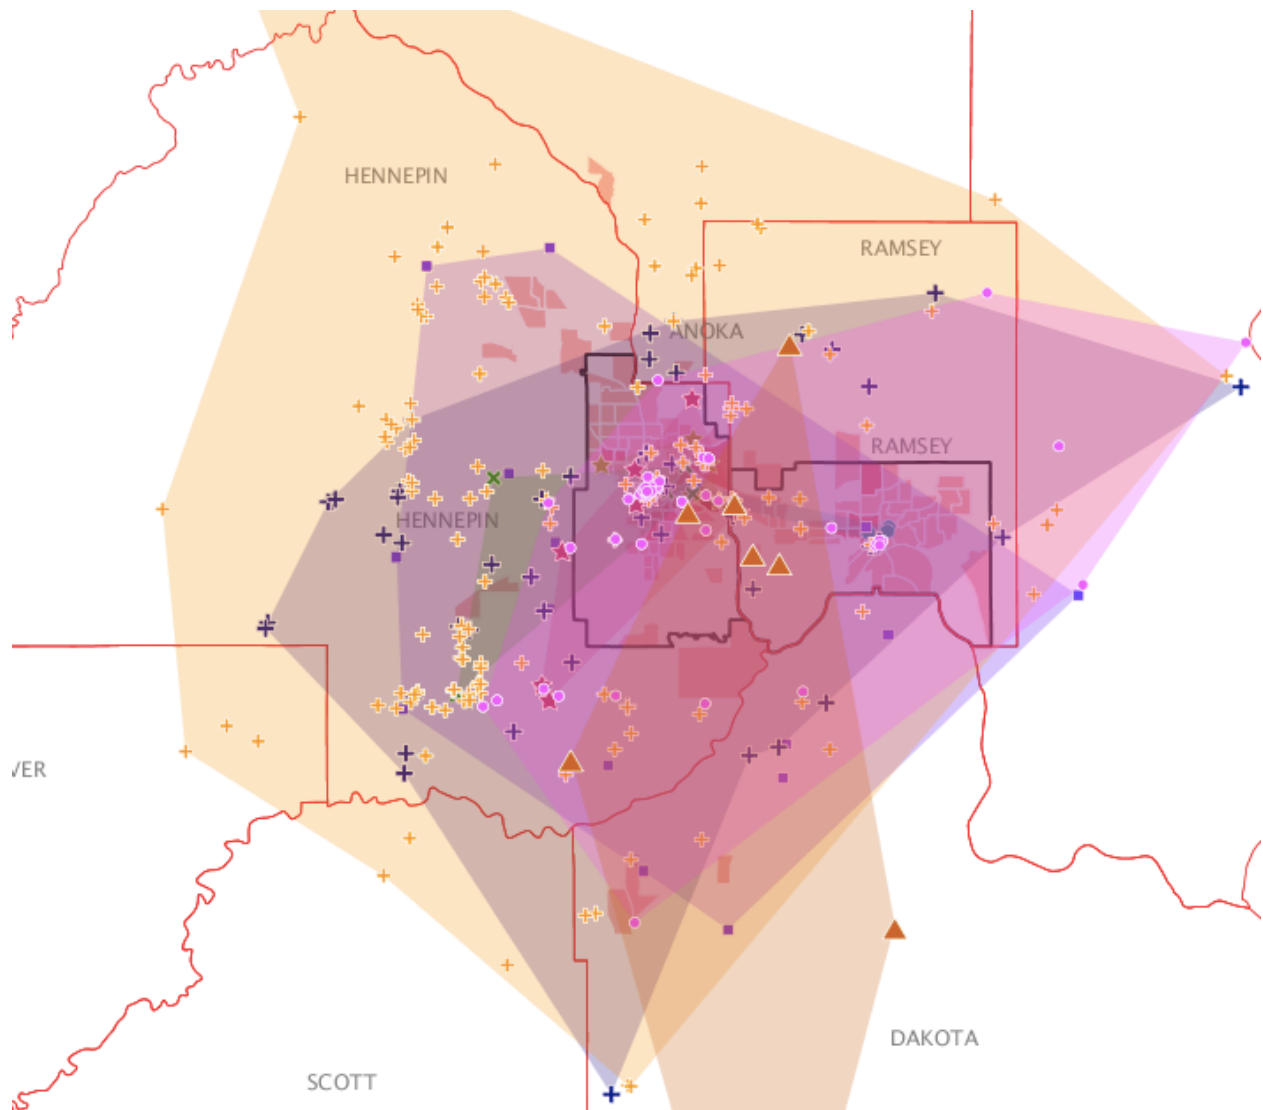 HENNEPIN
RAMSEY
ANOKA
RAMSEY
HENNEPIN
VER
DAKOTA
SCOTT